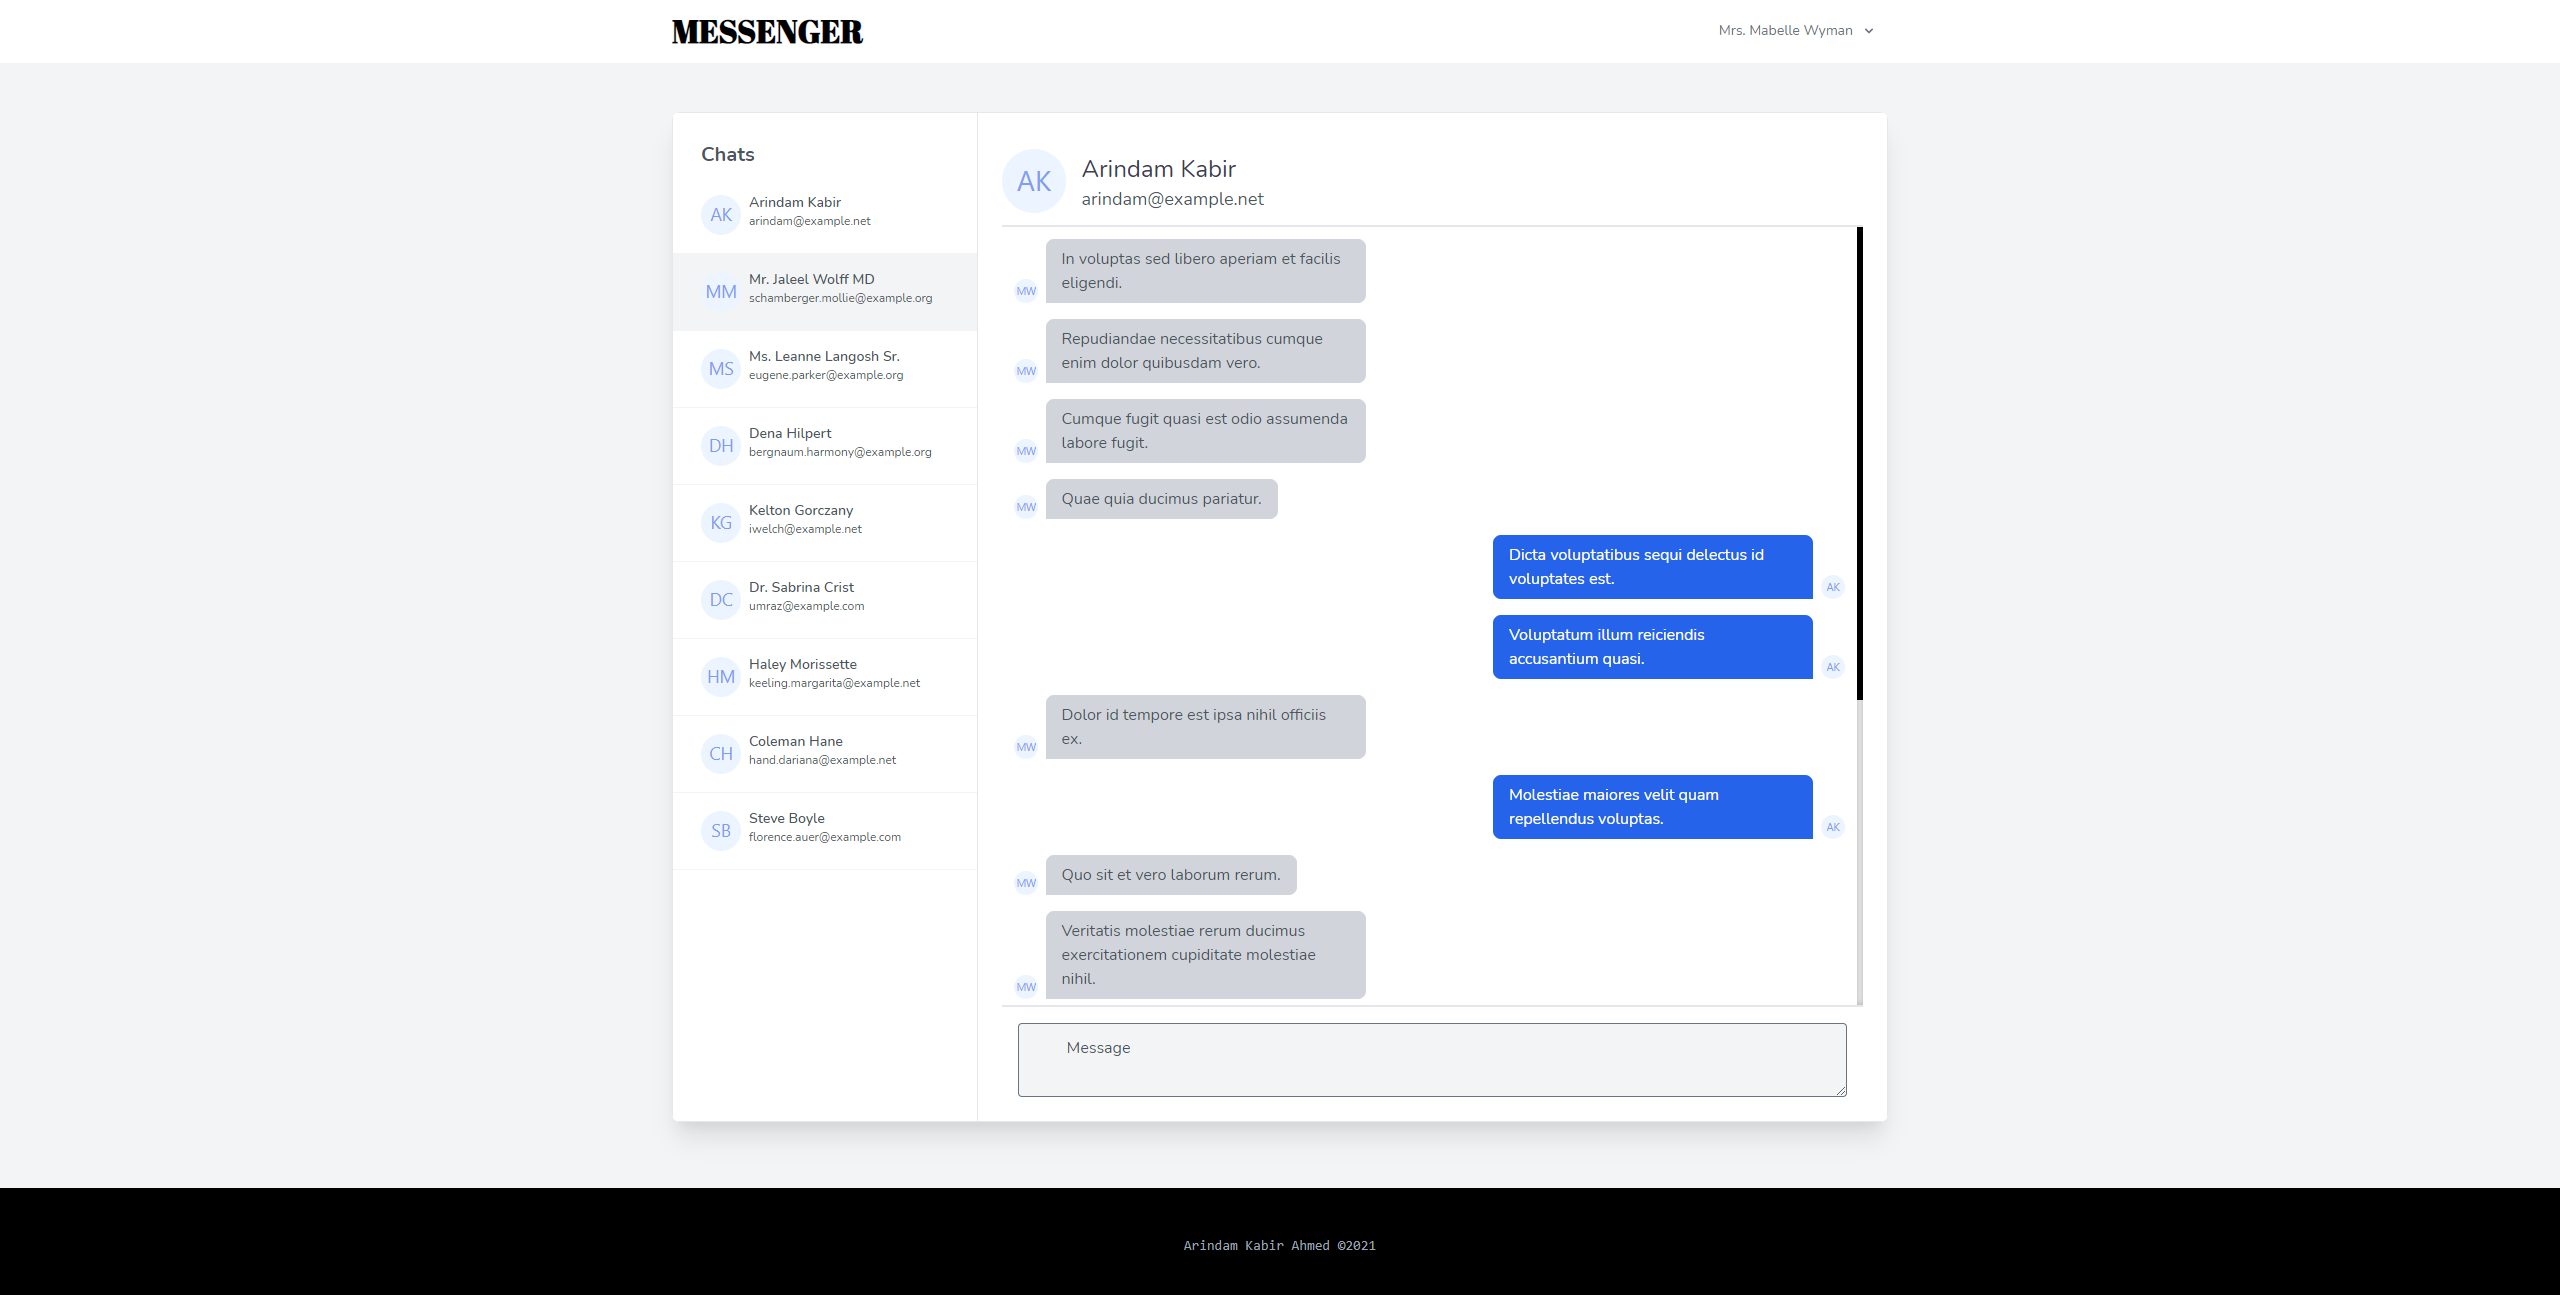 MESSENGER
Mrs. Mabelle Wyman
Chats
AK
Arindam Kabir
arindam@example.net
MM
Mr. Jaleel Wolff MD
schamberger.mollie@example.org
MS
Ms. Leanne Langosh Sr.
eugene.parker@example.org
DH
Dena Hilpert
bergnaum.harmony@example.org
KG
Kelton Gorczany
iwelch@example.net
DC
Dr. Sabrina Crist
umraz@example.com
HM
Haley Morissette
keeling.margarita@example.net
CH
Coleman Hane
hand.dariana@example.net
SB
Steve Boyle
florence.auer@example.com
AK
Arindam Kabir
arindam@example.net
In voluptas sed libero aperiam et facilis
eligendi.
MW
Repudiandae necessitatibus cumque
enim dolor quibusdam vero.
MW
Cumque fugit quasi est odio assumenda
labore fugit.
MW
Quae quia ducimus pariatur.
MW
Dicta voluptatibus sequi delectus id
voluptates est.
AK
Voluptatum illum reiciendis
accusantium quasi.
AK
Dolor id tempore est ipsa nihil officiis
ex.
MW
Molestiae maiores velit quam
repellendus voluptas.
AK
Quo sit et vero laborum rerum.
MW
Veritatis molestiae rerum ducimus
exercitationem cupiditate molestiae
nihil.
MW
Message
Arindam Kabir Ahmed ©2021